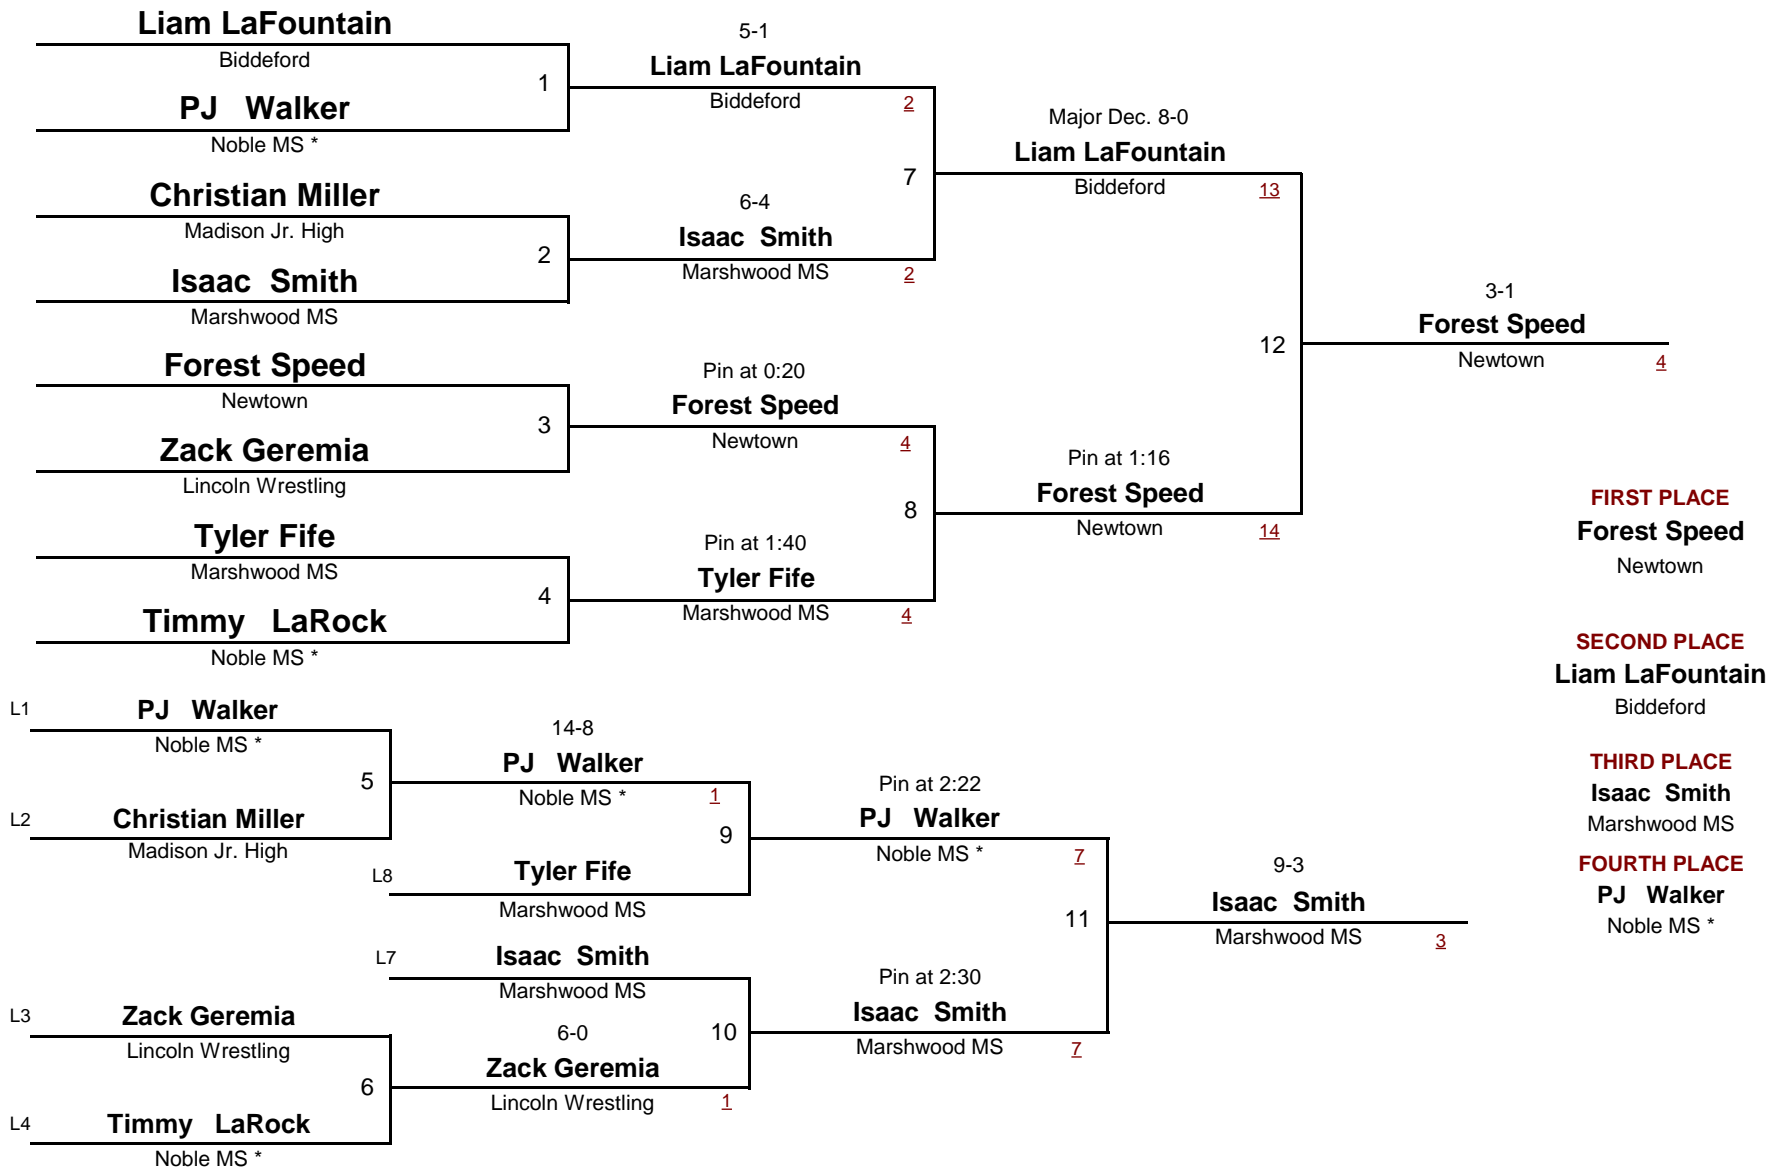 Liam LaFountain
Biddeford
1
PJ Walker
Noble MS *
5-1
Liam LaFountain
Biddeford 2
Christian Miller
Madison Jr. High
2
Isaac Smith
Marshwood MS
6-4
Isaac Smith
Marshwood MS 2
7
Major Dec. 8-0
Liam LaFountain
Biddeford 13
Forest Speed
Newtown
3
Zack Geremia
Lincoln Wrestling
Pin at 0:20
Forest Speed
Newtown 4
Tyler Fife
Marshwood MS
4
Timmy LaRock
Noble MS *
Pin at 1:40
Tyler Fife
Marshwood MS 4
8
Pin at 1:16
Forest Speed
Newtown 14
12
3-1
Forest Speed
Newtown 4
FIRST PLACE
Forest Speed
Newtown
SECOND PLACE
Liam LaFountain
Biddeford
THIRD PLACE
Isaac Smith
Marshwood MS
FOURTH PLACE
PJ Walker
Noble MS *
L1 PJ Walker
Noble MS *
5
L2 Christian Miller
Madison Jr. High
14-8
PJ Walker
Noble MS * 1
9
L8 Tyler Fife
Marshwood MS
Pin at 2:22
PJ Walker
Noble MS * 7
L7 Isaac Smith
Marshwood MS
10
L3 Zack Geremia
Lincoln Wrestling
6
L4 Timmy LaRock
Noble MS *
6-0
Zack Geremia
Lincoln Wrestling 1
Pin at 2:30
Isaac Smith
Marshwood MS 7
11
9-3
Isaac Smith
Marshwood MS 3